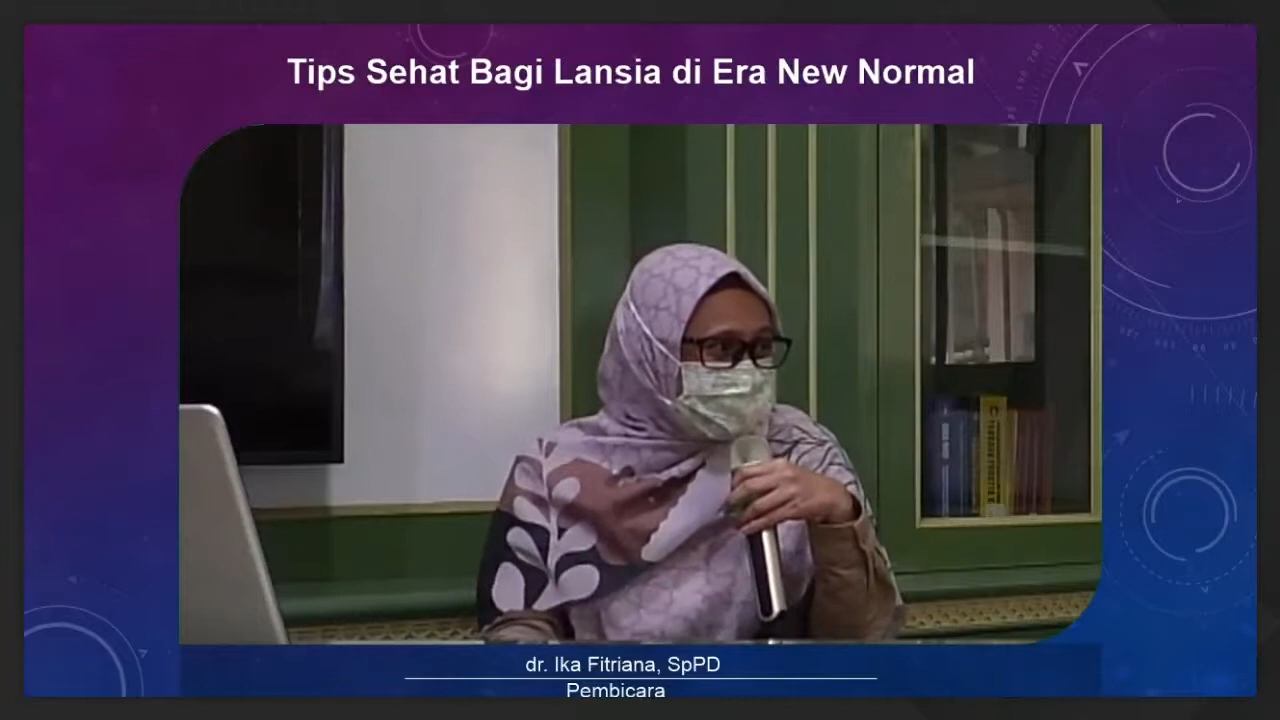 Tips Sehat Bagi Lansia di Era New Normal
dr. Ika Fitriana, SpPD
Pembicara